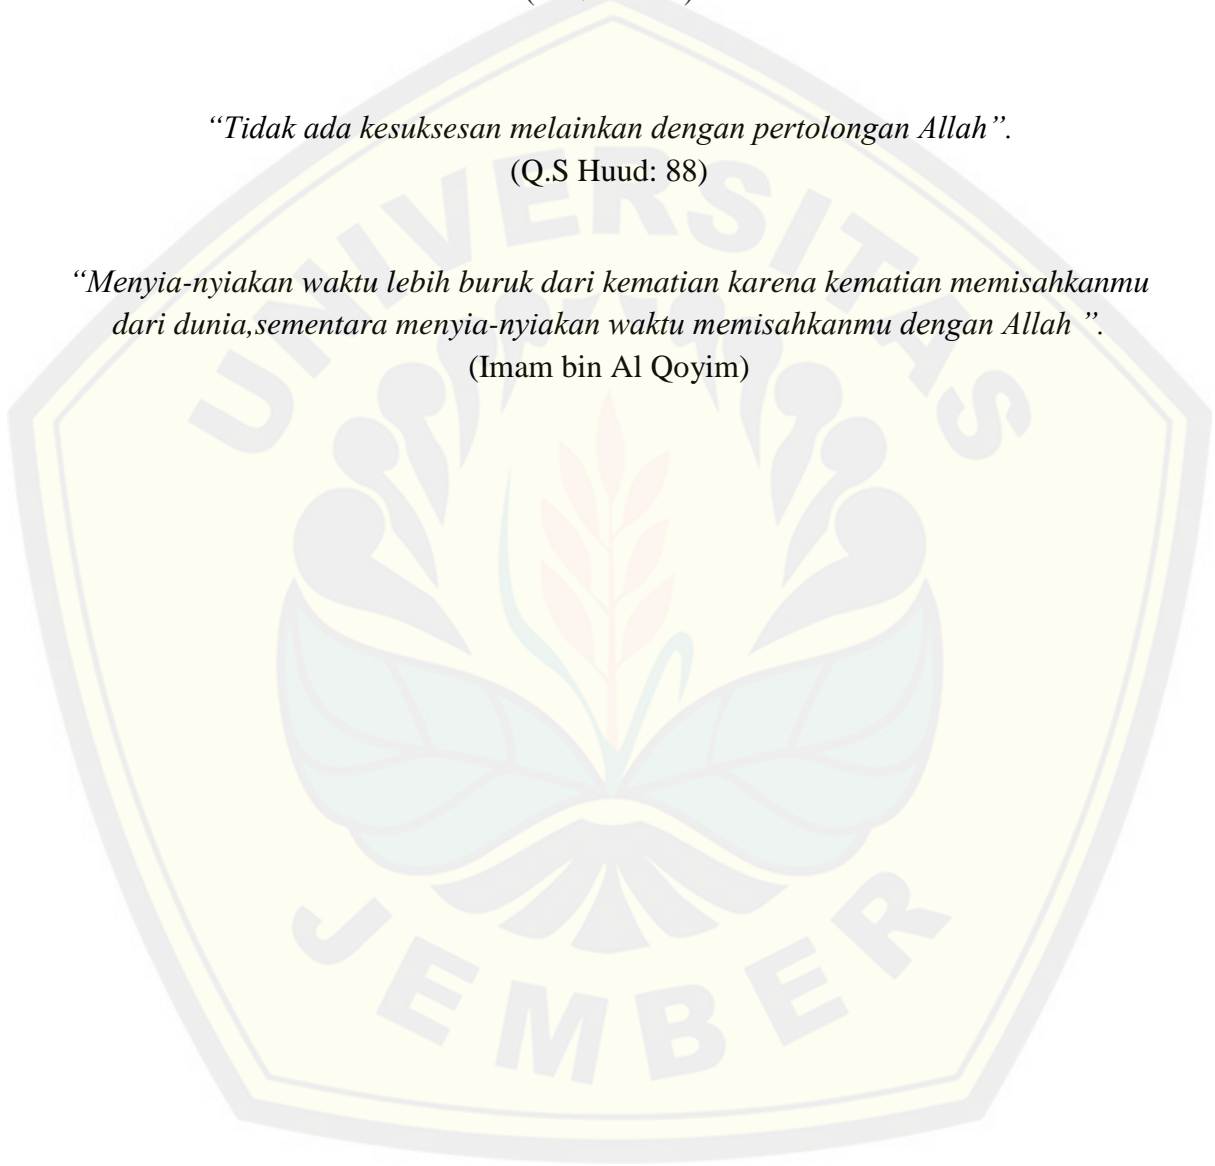 “Tidak ada kesuksesan melainkan dengan pertolongan Allah”.
(Q.S Huud: 88)
“Menyia-nyiakan waktu lebih buruk dari kematian karena kematian memisahkanmu
dari dunia,sementara menyia-nyiakan waktu memisahkanmu dengan Allah ”.
(Imam bin Al Qoyim)
UNIVERSITAS
JEMBER